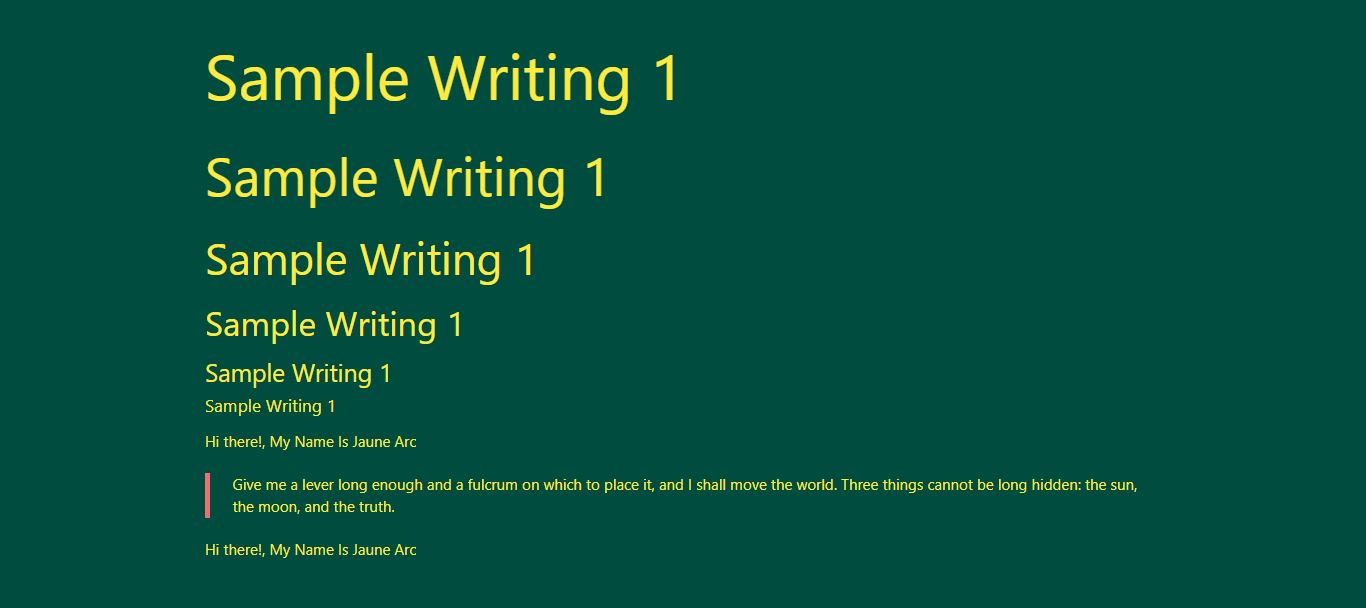 Sample Writing 1
Sample Writing 1
Sample Writing 1
Sample Writing 1
Sample Writing 1
Sample Writing 1
Hi there!, My Name Is Jaune Arc
Give me a lever long enough and a fulcrum on which to place it, and I shall move the world. Three things cannot be long hidden: the sun,
the moon, and the truth.
Hi there!, My Name Is Jaune Arc